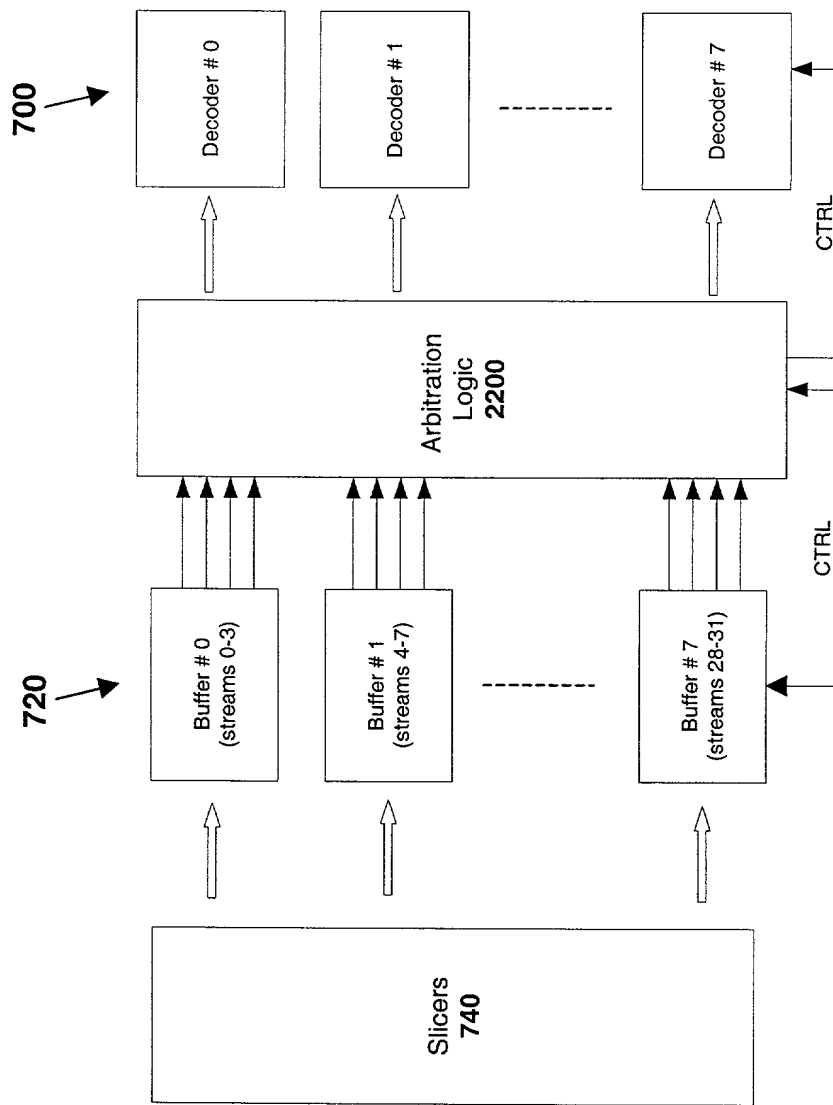 700
Decoder # 0
Decoder # 1
Decoder # 7
CTRL
Arbitration
Logic
2200
CTRL
720
Buffer # 0
(streams 0-3)
Buffer # 1
(streams 4-7)
Buffer # 7
(streams 28-31)
Slicers
740